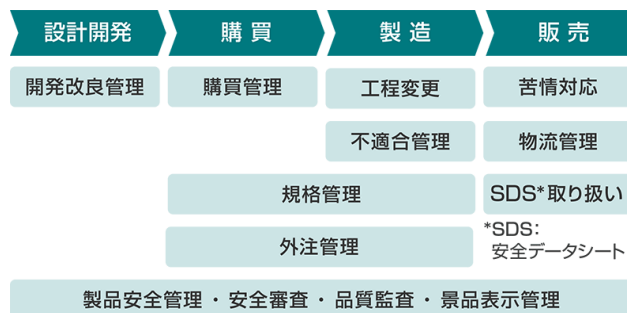 設計開発
購買
製造
販売
開発改良管理
購買管理
工程変更
苦情対応
不適合管理
物流管理
規格管理
SDS*取り扱い
外注管理
*SDS：
安全データシート
製品安全管理・安全審査・品質監査・景品表示管理